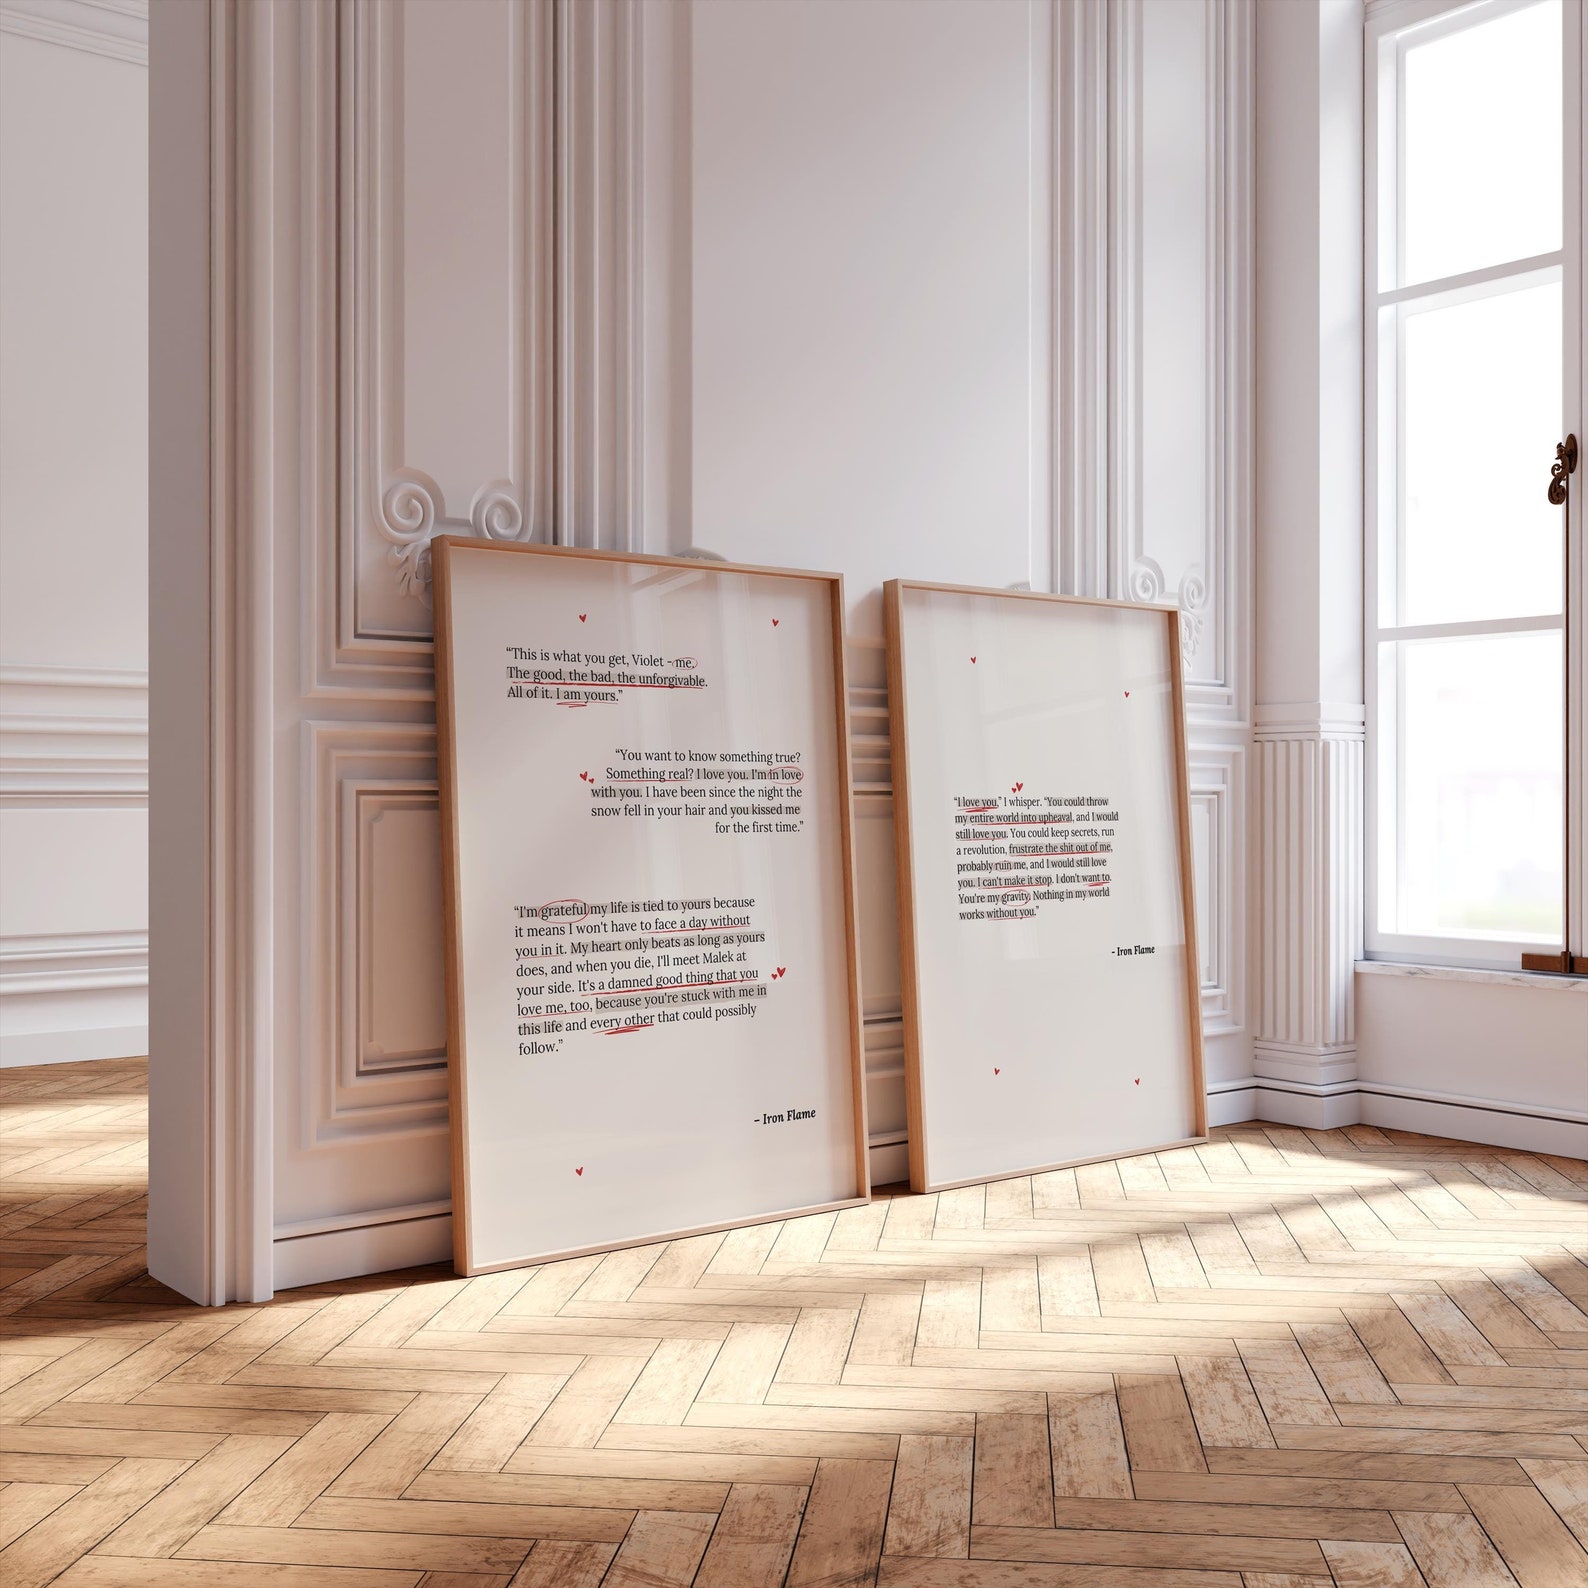 “This is what you get, Violet - me.
The good, the bad, the unforgivable.
All of it. I am yours.”
“You want to know something true?
Something real? I love you. I'm in love
with you. I have been since the night the
snow fell in your hair and you kissed me
for the first time.”
“I'm grateful my life is tied to yours because
it means I won't have to face a day without
you in it. My heart only beats as long as yours
does, and when you die, I'll meet Malek at
your side. It's a damned good thing that you
love me, too, because you're stuck with me in
this life and every other that could possibly
follow.”
– Iron Flame
“I love you,” I whisper. “You could throw
my entire world into upheaval, and I would
still love you. You could keep secrets, run
a revolution, frustrate the shit out of me,
probably ruin me, and I would still love
you. I can't make it stop. I don't want to.
You're my gravity. Nothing in my world
works without you.”
- Iron Flame